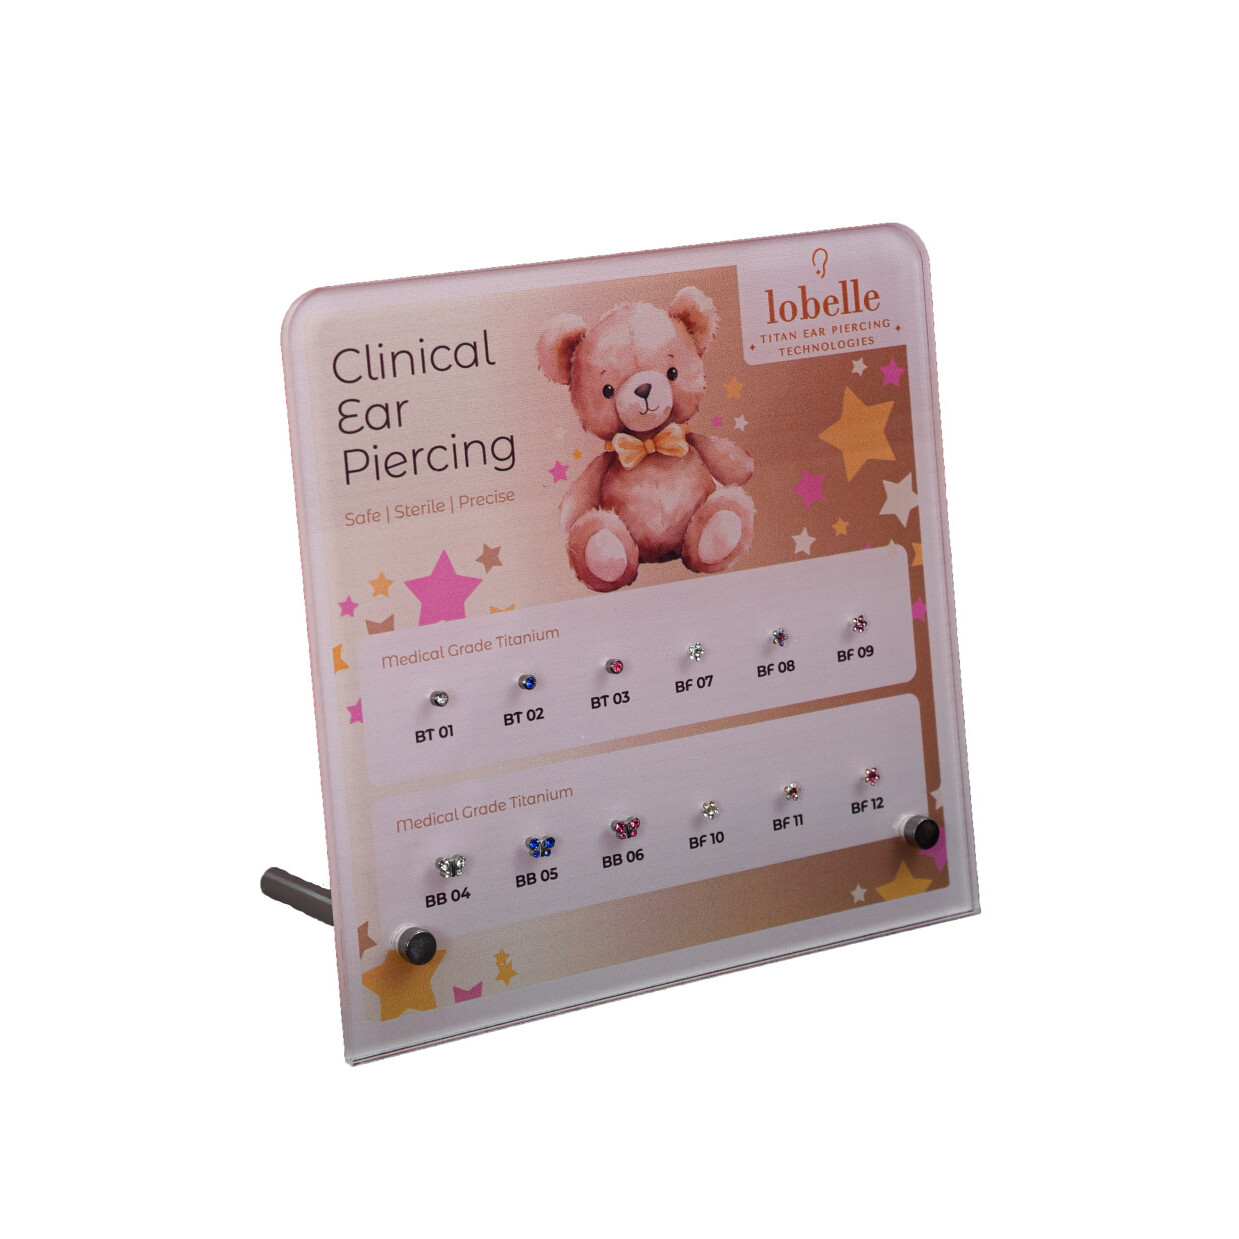 lobelle
TITAN EAR PIERCING
TECHNOLOGIES
Clinical
Ear
Piercing
Safe | Sterile | Precise
Medical Grade Titanium
BT 01
BT 02
BT 03
BF 07
BF 08
BF 09
Medical Grade Titanium
BB 04
BB 05
BB 06
BF 10
BF 11
BF 12